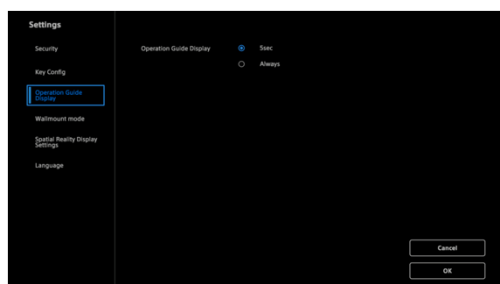 Settings
Security
Operation Guide Display
5sec
Always
Key Config
Operation Guide
Display
Wallmount mode
Spatial Reality Display
Settings
Language
Cancel
OK